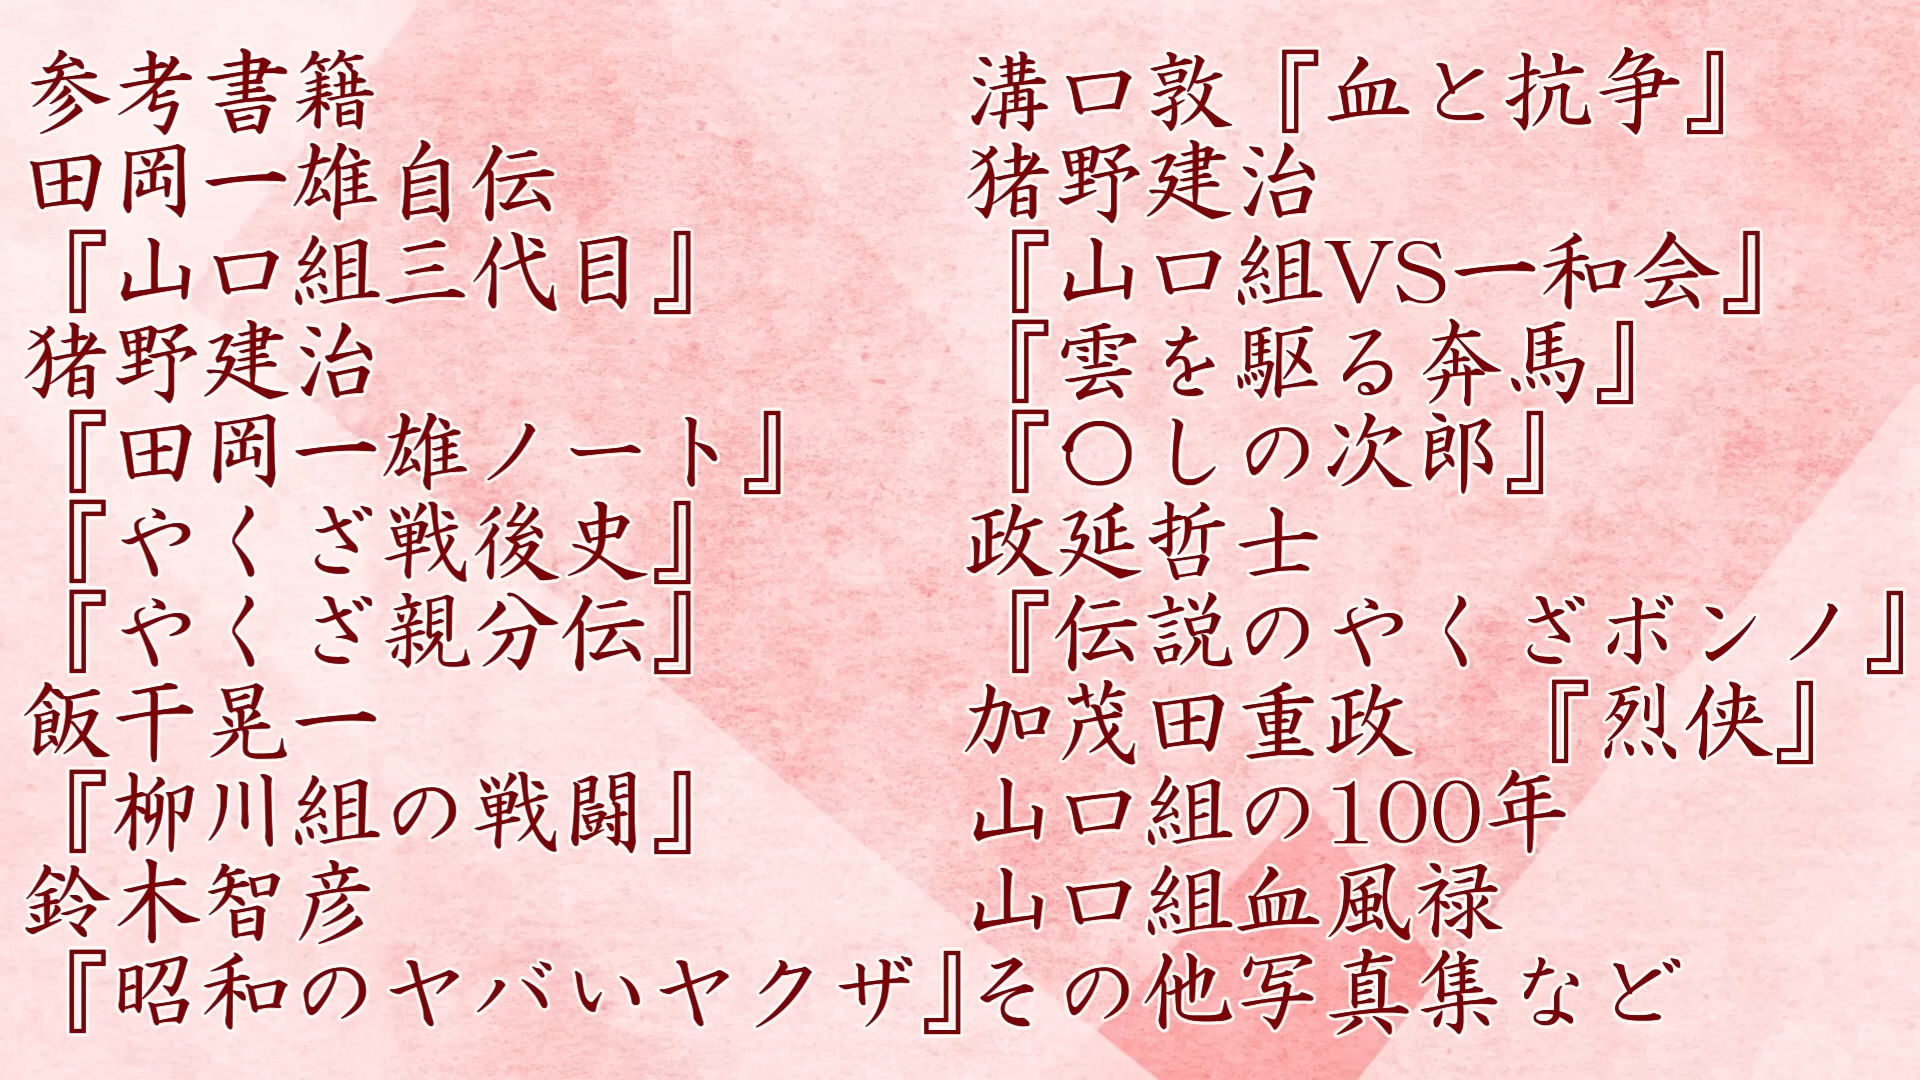 参考書籍
田岡一雄自伝
『山口組三代目』
猪野建治
『田岡一雄ノート』
『やくざ戦後史』
『やくざ親分伝』
飯干晃一
『柳川組の戦闘』
鈴木智彦
『昭和のヤバいヤクザ』
溝口敦『血と抗争』
猪野建治
『山口組VS一和会』
『雲を駆る奔馬』
『〇しの次郎』
政延哲士
『伝説のやくざボンノ』
加茂田重政　『烈侠』
山口組の100年
山口組血風禄
その他写真集など